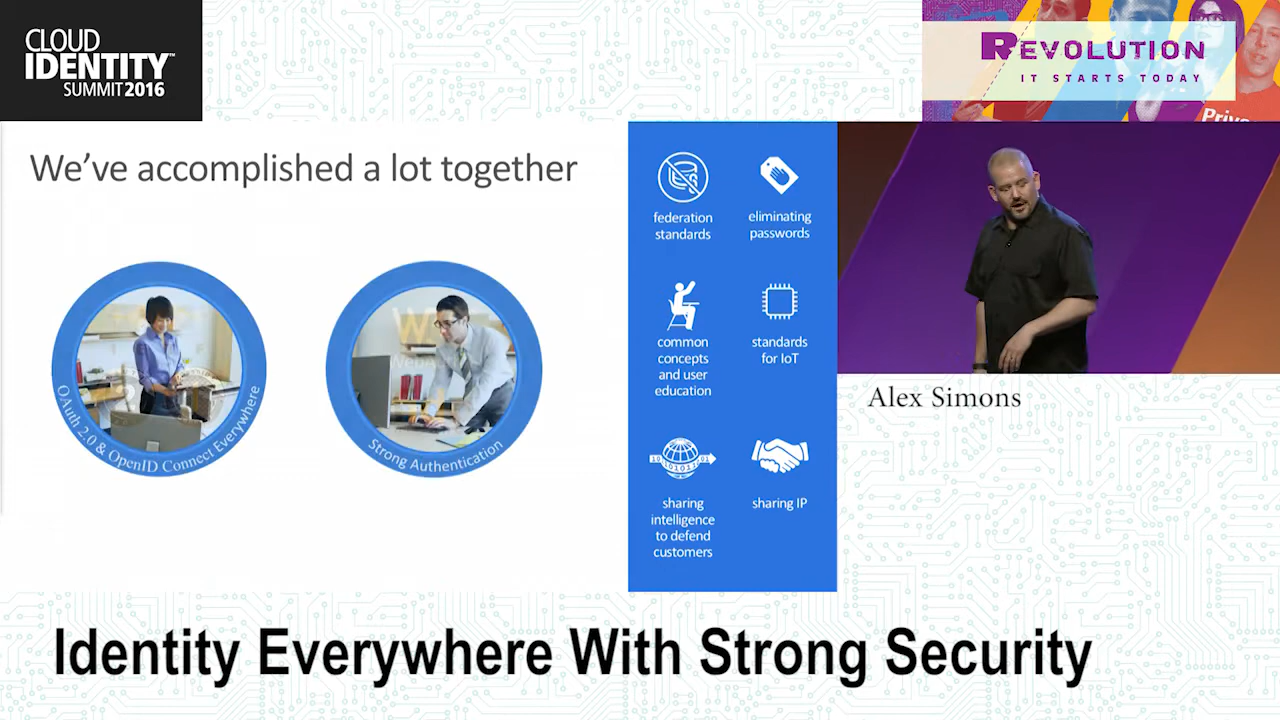 CLOUD
IDENTITY™
SUMMIT 2016
REVOLUTION
IT STARTS TODAY
We've accomplished a lot together
OAuth 2.0 & OpenID Connect Everywhere
Strong Authentication
federation
standards
eliminating
passwords
common
concepts
and user
education
standards
for IoT
sharing
intelligence
to defend
customers
sharing IP
Alex Simons
Identity Everywhere With Strong Security